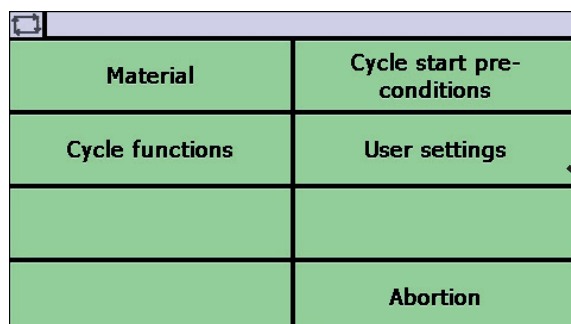 Material
Cycle start pre-
conditions
Cycle functions
User settings
Abortion